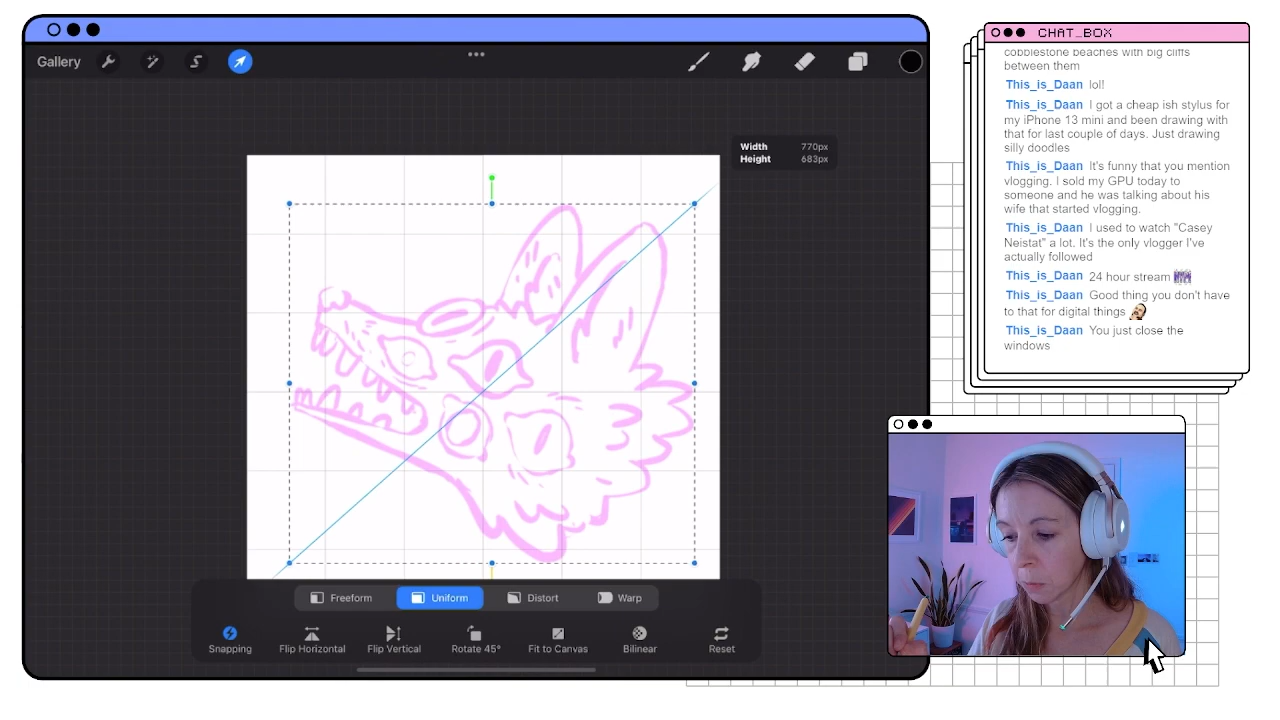 Gallery
Width 770px
Height 683px
Freeform Uniform Distort Warp
Snapping Flip Horizontal Flip Vertical Rotate 45° Fit to Canvas Bilinear Reset
CHAT_BOX
cobblestone beaches with big cliffs
between them
This_is_Daan lol!
This_is_Daan I got a cheap ish stylus for
my iPhone 13 mini and been drawing with
that for last couple of days. Just drawing
silly doodles
This_is_Daan It's funny that you mention
vlogging. I sold my GPU today to
someone and he was talking about his
wife that started vlogging.
This_is_Daan I used to watch "Casey
Neistat" a lot. It's the only vlogger I've
actually followed
This_is_Daan 24 hour stream
This_is_Daan Good thing you don't have
to that for digital things
This_is_Daan You just close the
windows